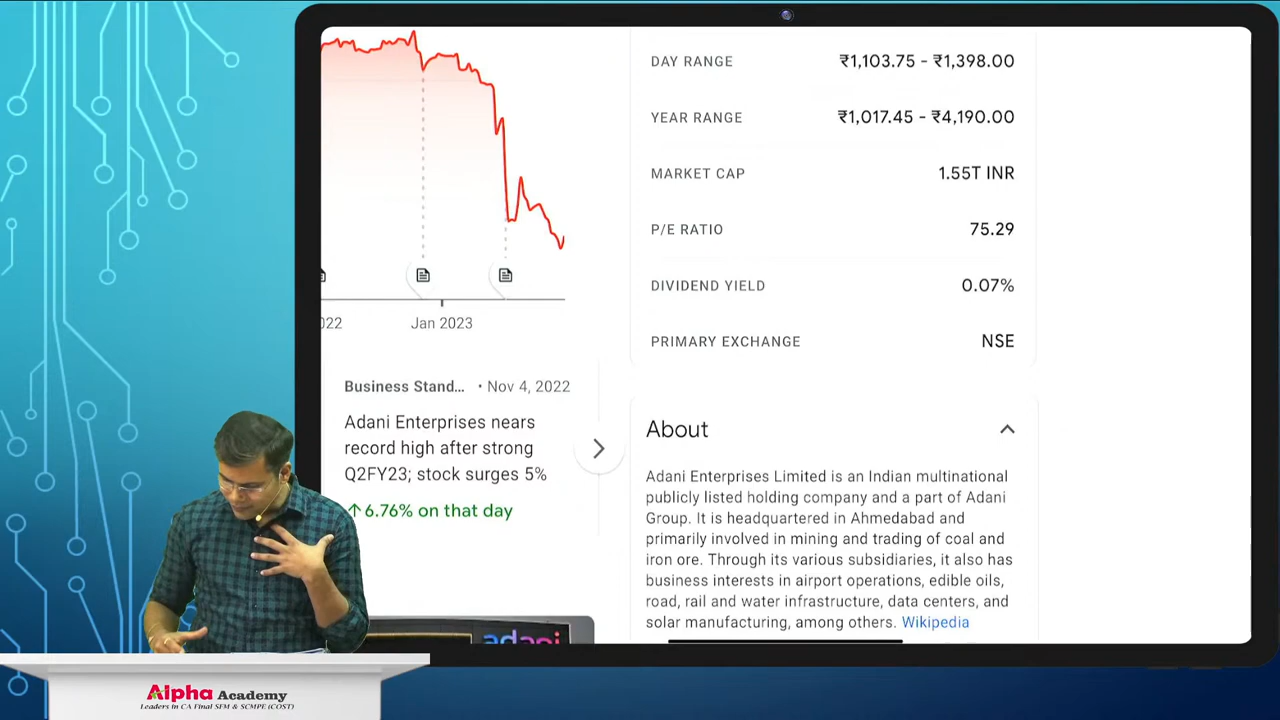 DAY RANGE ₹1,103.75 - ₹1,398.00
YEAR RANGE ₹1,017.45 - ₹4,190.00
MARKET CAP 1.55T INR
P/E RATIO 75.29
DIVIDEND YIELD 0.07%
PRIMARY EXCHANGE NSE
022 Jan 2023
Business Stand... • Nov 4, 2022
Adani Enterprises nears
record high after strong
Q2FY23; stock surges 5%
↑ 6.76% on that day
About
Adani Enterprises Limited is an Indian multinational
publicly listed holding company and a part of Adani
Group. It is headquartered in Ahmedabad and
primarily involved in mining and trading of coal and
iron ore. Through its various subsidiaries, it also has
business interests in airport operations, edible oils,
road, rail and water infrastructure, data centers, and
solar manufacturing, among others. Wikipedia
adani
Alpha Academy
Leaders in CA Final SFM & SCMPE (COST)